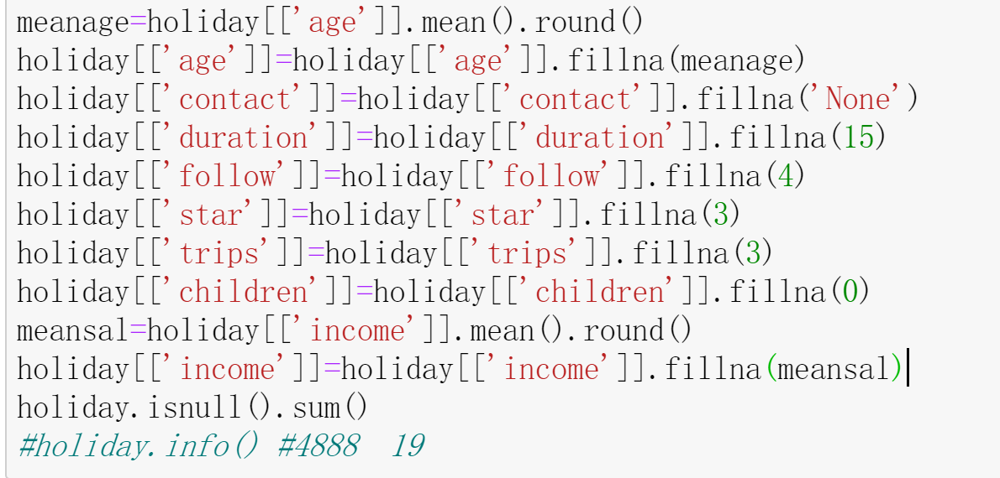 meanage=holiday[['age']].mean().round()
holiday[['age']]=holiday[['age']].fillna(meanage)
holiday[['contact']]=holiday[['contact']].fillna('None')
holiday[['duration']]=holiday[['duration']].fillna(15)
holiday[['follow']]=holiday[['follow']].fillna(4)
holiday[['star']]=holiday[['star']].fillna(3)
holiday[['trips']]=holiday[['trips']].fillna(3)
holiday[['children']]=holiday[['children']].fillna(0)
meansal=holiday[['income']].mean().round()
holiday[['income']]=holiday[['income']].fillna(meansal)
holiday.isnull().sum()
#holiday.info() #4888  19